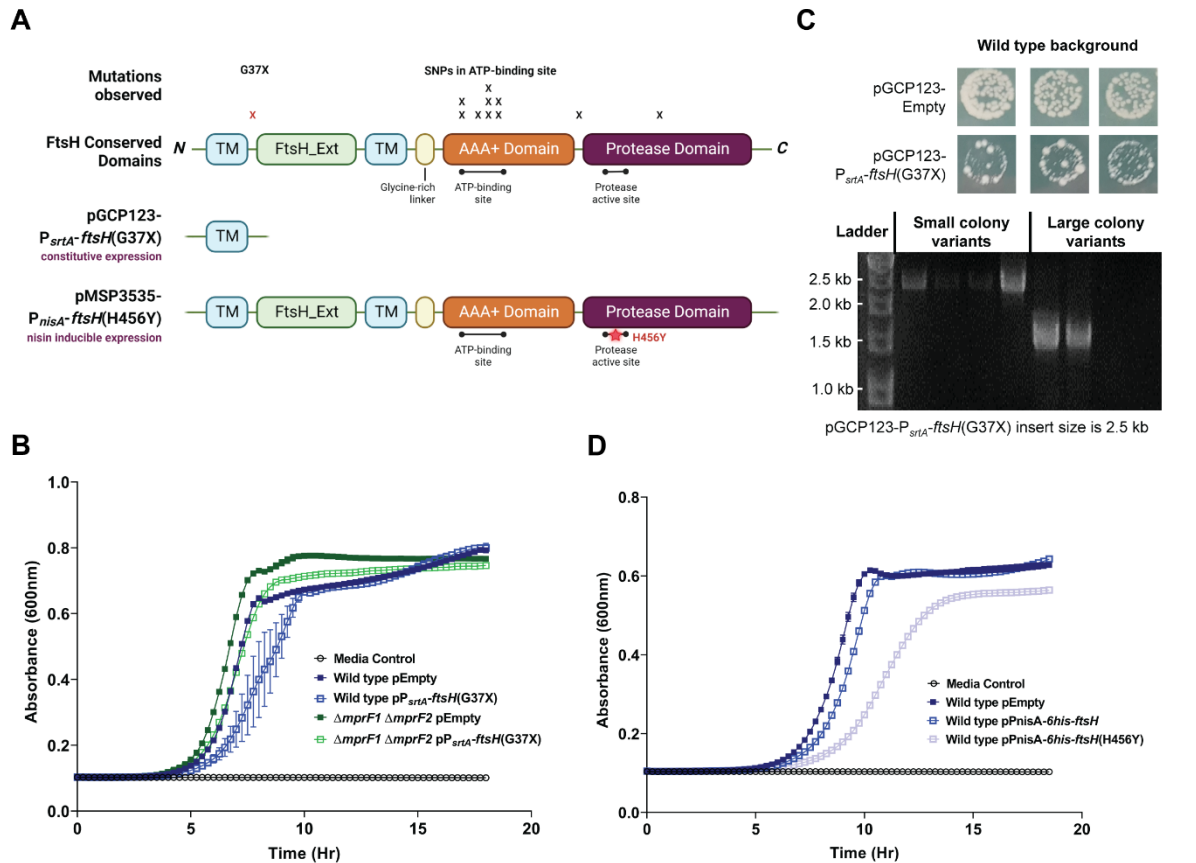 A
Mutations
observed
G37X
SNPs in ATP-binding site
X
X
X X X
X X X X X X
FtsH Conserved
Domains
N
TM
FtsH_Ext
TM
AAA+ Domain
Protease Domain
C
Glycine-rich
linker
ATP-binding
site
Protease
active site
pGCP123-
PsrtA-ftsH(G37X)
constitutive expression
TM
pMSP3535-
PnisA-ftsH(H456Y)
nisin inducible expression
TM
FtsH_Ext
TM
AAA+ Domain
Protease Domain
ATP-binding
site
H456Y
Protease
active site
C
Wild type background
pGCP123-
Empty
pGCP123-
PsrtA-ftsH(G37X)
Ladder
Small colony
variants
Large colony
variants
2.5 kb
2.0 kb
1.5 kb
1.0 kb
pGCP123-PsrtA-ftsH(G37X) insert size is 2.5 kb
B
Absorbance (600nm)
1.0
0.8
0.6
0.4
0.2
0.0
0
5
10
15
20
Time (Hr)
Media Control
Wild type pEmpty
Wild type pPsrtA-ftsH(G37X)
ΔmprF1 ΔmprF2 pEmpty
ΔmprF1 ΔmprF2 pPsrtA-ftsH(G37X)
D
Absorbance (600nm)
0.8
0.6
0.4
0.2
0.0
0
5
10
15
20
Time (Hr)
Media Control
Wild type pEmpty
Wild type pPnisA-6his-ftsH
Wild type pPnisA-6his-ftsH(H456Y)